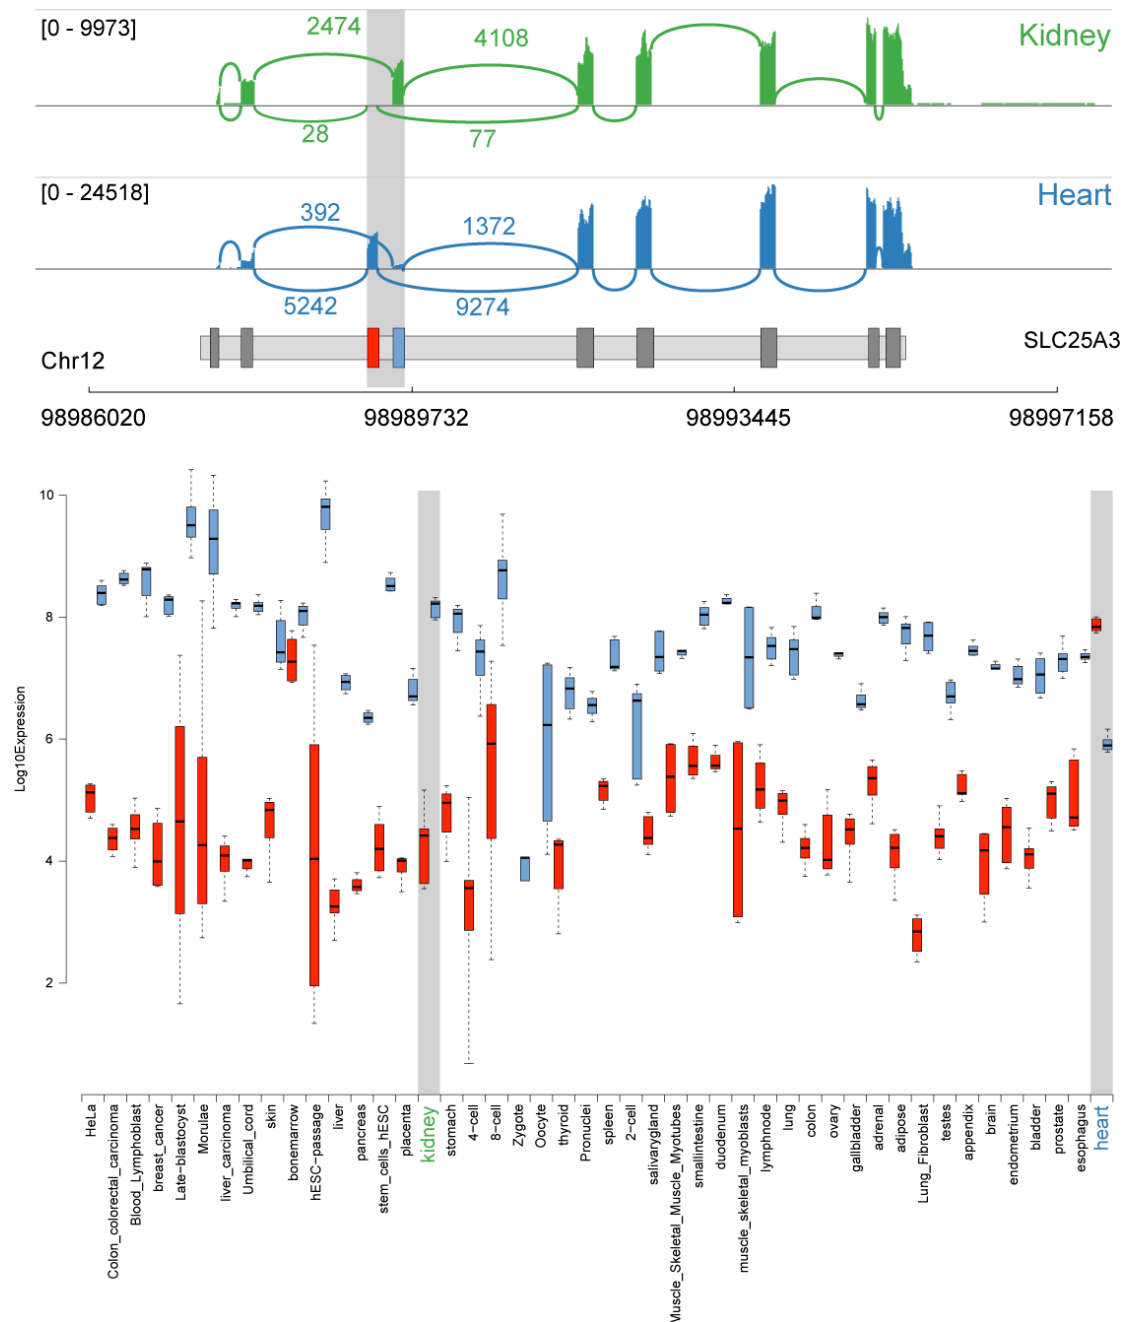 [0 - 9973]
2474
4108
Kidney
28
77
[0 - 24518]
392
1372
Heart
5242
9274
SLC25A3
Chr12
98986020
98989732
98993445
98997158
10
8
6
4
2
Log10Expression
HeLa
Colon_colorectal_carcinoma
Blood_Lymphoblast
breast_cancer
Late-blastocyst
Morulae
liver_carcinoma
Umbilical_cord
skin
bonemarrow
hESC-passage
liver
pancreas
stem_cells_hESC
placenta
kidney
stomach
4-cell
8-cell
Zygote
Oocyte
thyroid
Pronuclei
spleen
2-cell
salivarygland
Muscle_Skeletal_Muscle_Myotubes
smallintestine
duodenum
muscle_skeletal_myoblasts
lymphnode
lung
colon
ovary
gallbladder
adrenal
adipose
Lung_Fibroblast
testes
appendix
brain
endometrium
bladder
prostate
esophagus
heart